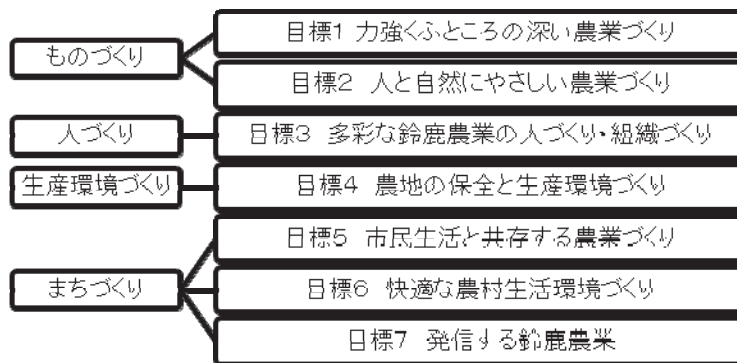 ものづくり
目標1 力強くふところの深い農業づくり
目標2 人と自然にやさしい農業づくり
人づくり
目標3 多彩な鈴鹿農業の人づくり・組織づくり
生産環境づくり
目標4 農地の保全と生産環境づくり
まちづくり
目標5 市民生活と共存する農業づくり
目標6 快適な農村生活環境づくり
目標7 発信する鈴鹿農業